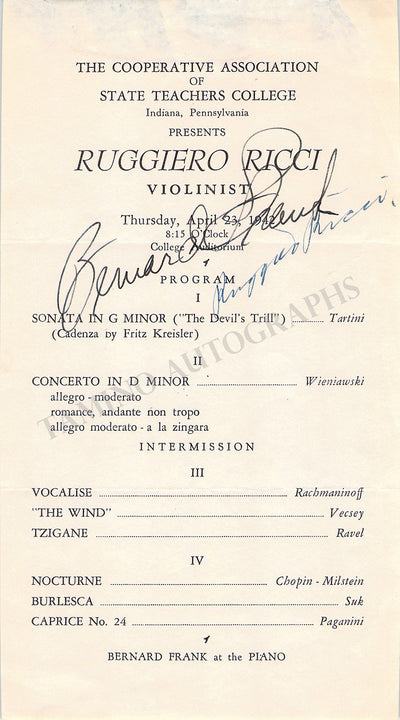 THE COOPERATIVE ASSOCIATION
OF
STATE TEACHERS COLLEGE
Indiana, Pennsylvania
PRESENTS
RUGGIERO RICCI
VIOLINIST
Thursday, April 23, 1942
8:15 O'Clock
College Auditorium
Bernard Frank
Ruggiero Ricci.
PROGRAM
I
SONATA IN G MINOR ("The Devil's Trill") .......... Tartini
(Cadenza by Fritz Kreisler)
II
CONCERTO IN D MINOR .......... Wieniawski
allegro - moderato
romance, andante non tropo
allegro moderato - a la zingara
INTERMISSION
III
VOCALISE .......... Rachmaninoff
"THE WIND" .......... Vecsey
TZIGANE .......... Ravel
IV
NOCTURNE .......... Chopin - Milstein
BURLESCA .......... Suk
CAPRICE No. 24 .......... Paganini
BERNARD FRANK at the PIANO
TAMINO AUTOGRAPHS